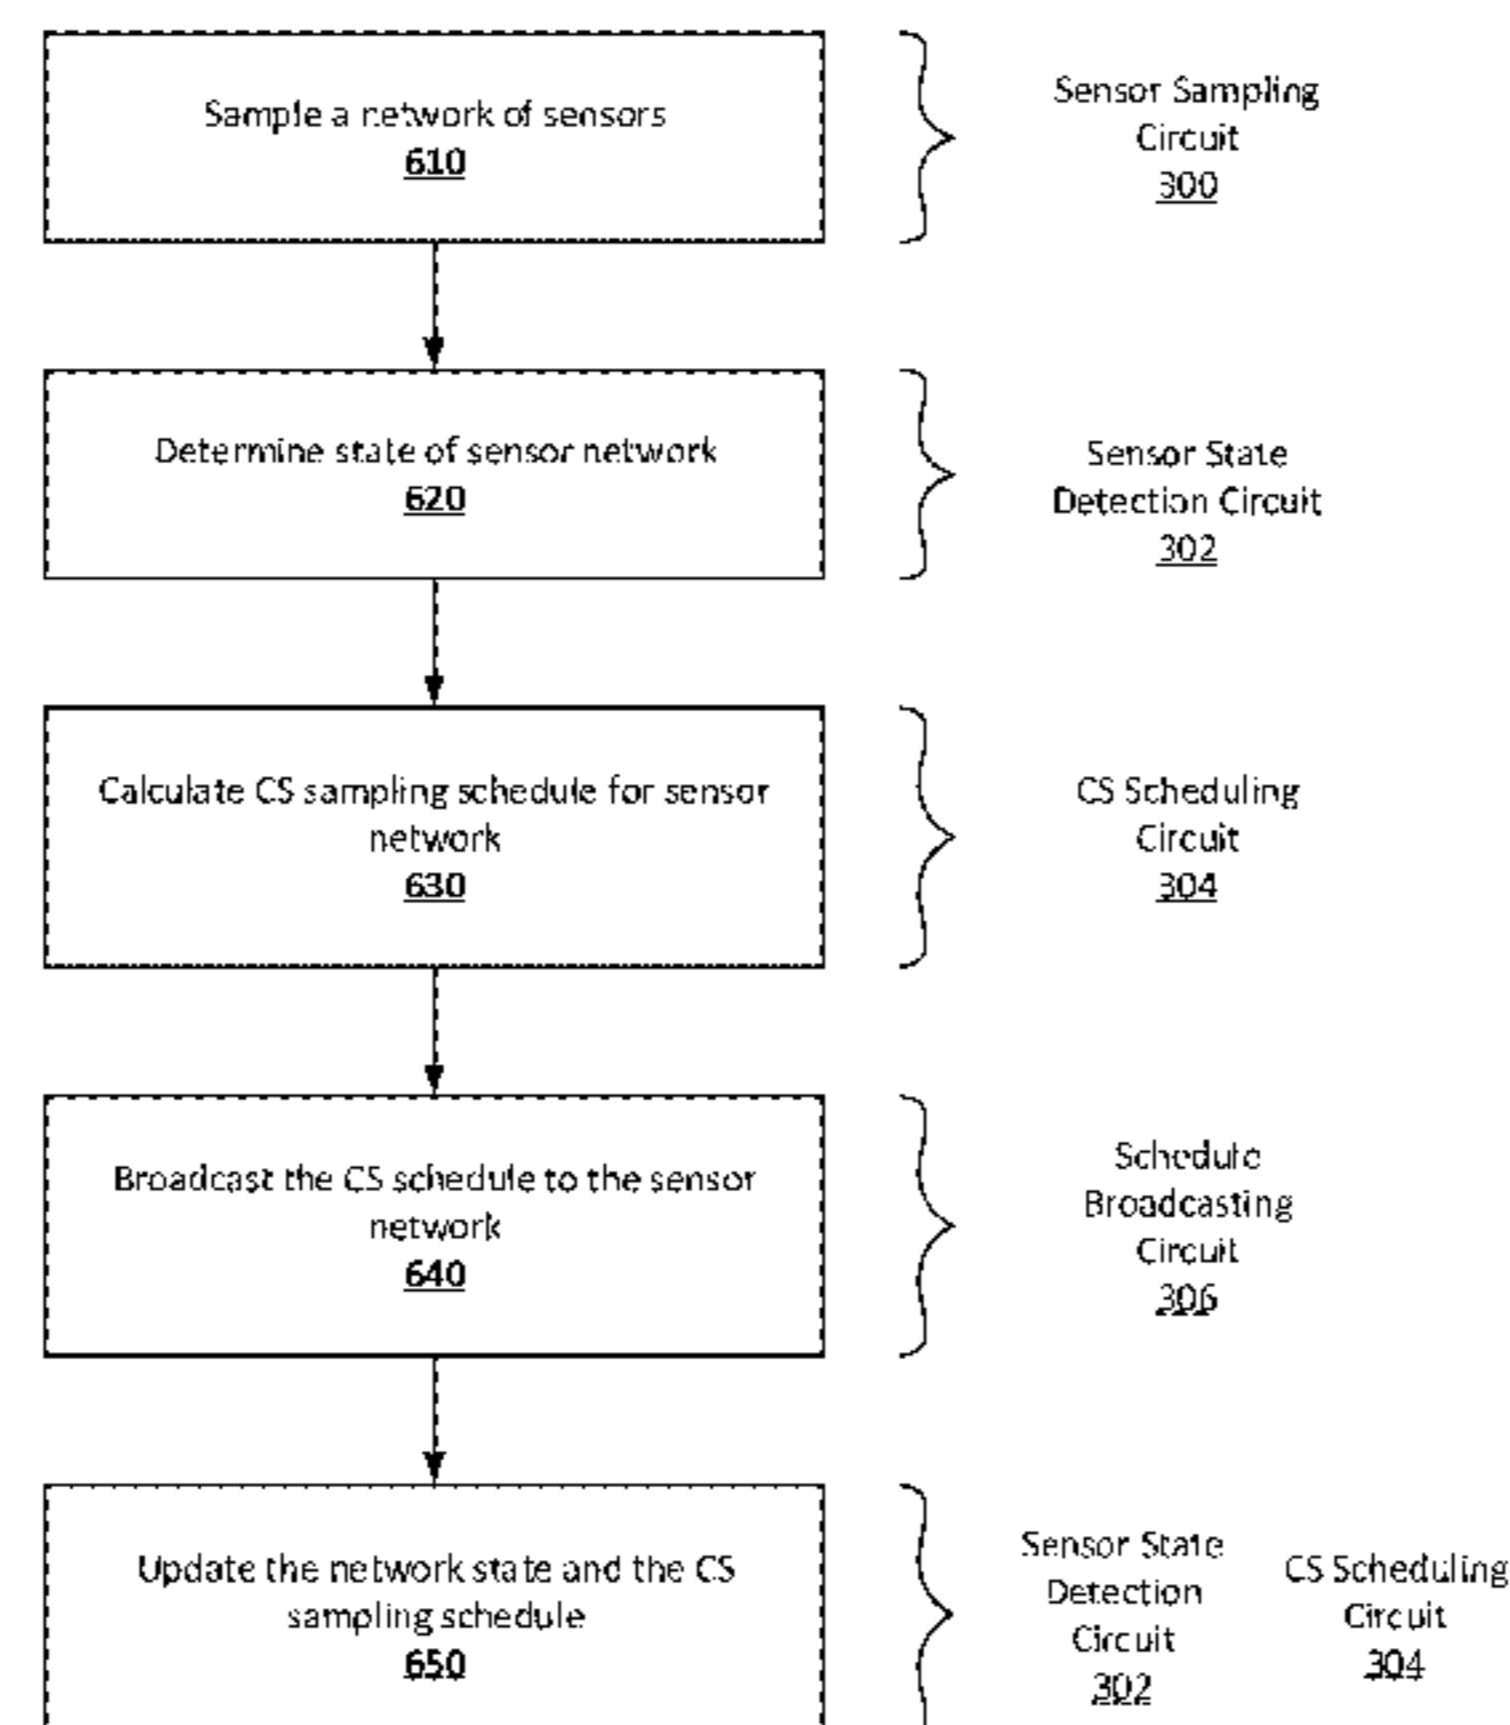 Sample a network of sensors
610
Sensor Sampling
Circuit
300
Determine state of sensor network
620
Sensor State
Detection Circuit
302
Calculate CS sampling schedule for sensor
network
630
CS Scheduling
Circuit
304
Broadcast the CS schedule to the sensor
network
640
Schedule
Broadcasting
Circuit
306
Update the network state and the CS
sampling schedule
650
Sensor State
Detection
Circuit
302
CS Scheduling
Circuit
304